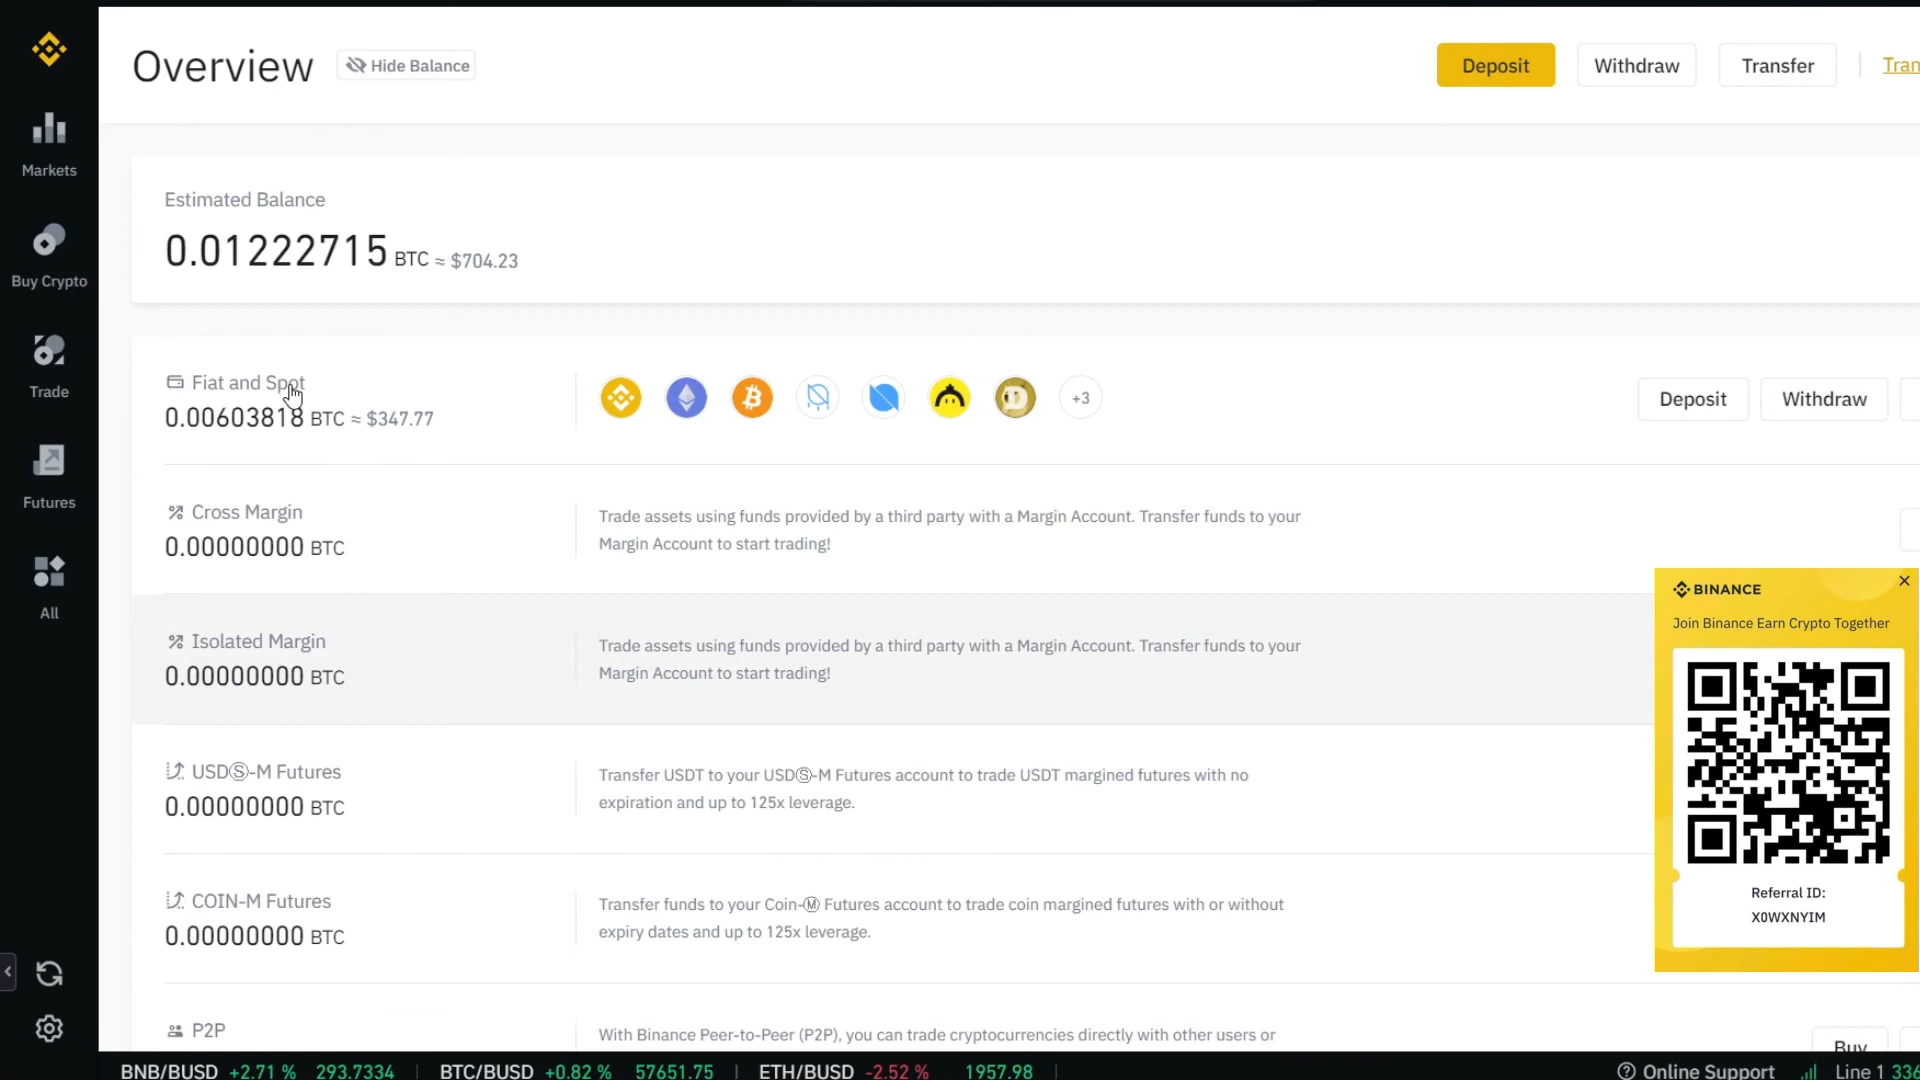 Overview
Hide Balance
Deposit
Withdraw
Transfer
Tran
Markets
Buy Crypto
Trade
Futures
All
Estimated Balance
0.01222715 BTC ≈ $704.23
Fiat and Spot
0.00603818 BTC ≈ $347.77
+3
Deposit
Withdraw
Cross Margin
0.00000000 BTC
Trade assets using funds provided by a third party with a Margin Account. Transfer funds to your
Margin Account to start trading!
Isolated Margin
0.00000000 BTC
Trade assets using funds provided by a third party with a Margin Account. Transfer funds to your
Margin Account to start trading!
USDⓈ-M Futures
0.00000000 BTC
Transfer USDT to your USDⓈ-M Futures account to trade USDT margined futures with no
expiration and up to 125x leverage.
COIN-M Futures
0.00000000 BTC
Transfer funds to your Coin-Ⓜ Futures account to trade coin margined futures with or without
expiry dates and up to 125x leverage.
P2P
With Binance Peer-to-Peer (P2P), you can trade cryptocurrencies directly with other users or
Buy
BINANCE
Join Binance Earn Crypto Together
Referral ID:
X0WXNYIM
BNB/BUSD +2.71 % 293.7334
BTC/BUSD +0.82 % 57651.75
ETH/BUSD -2.52 % 1957.98
Online Support
Line 1 336